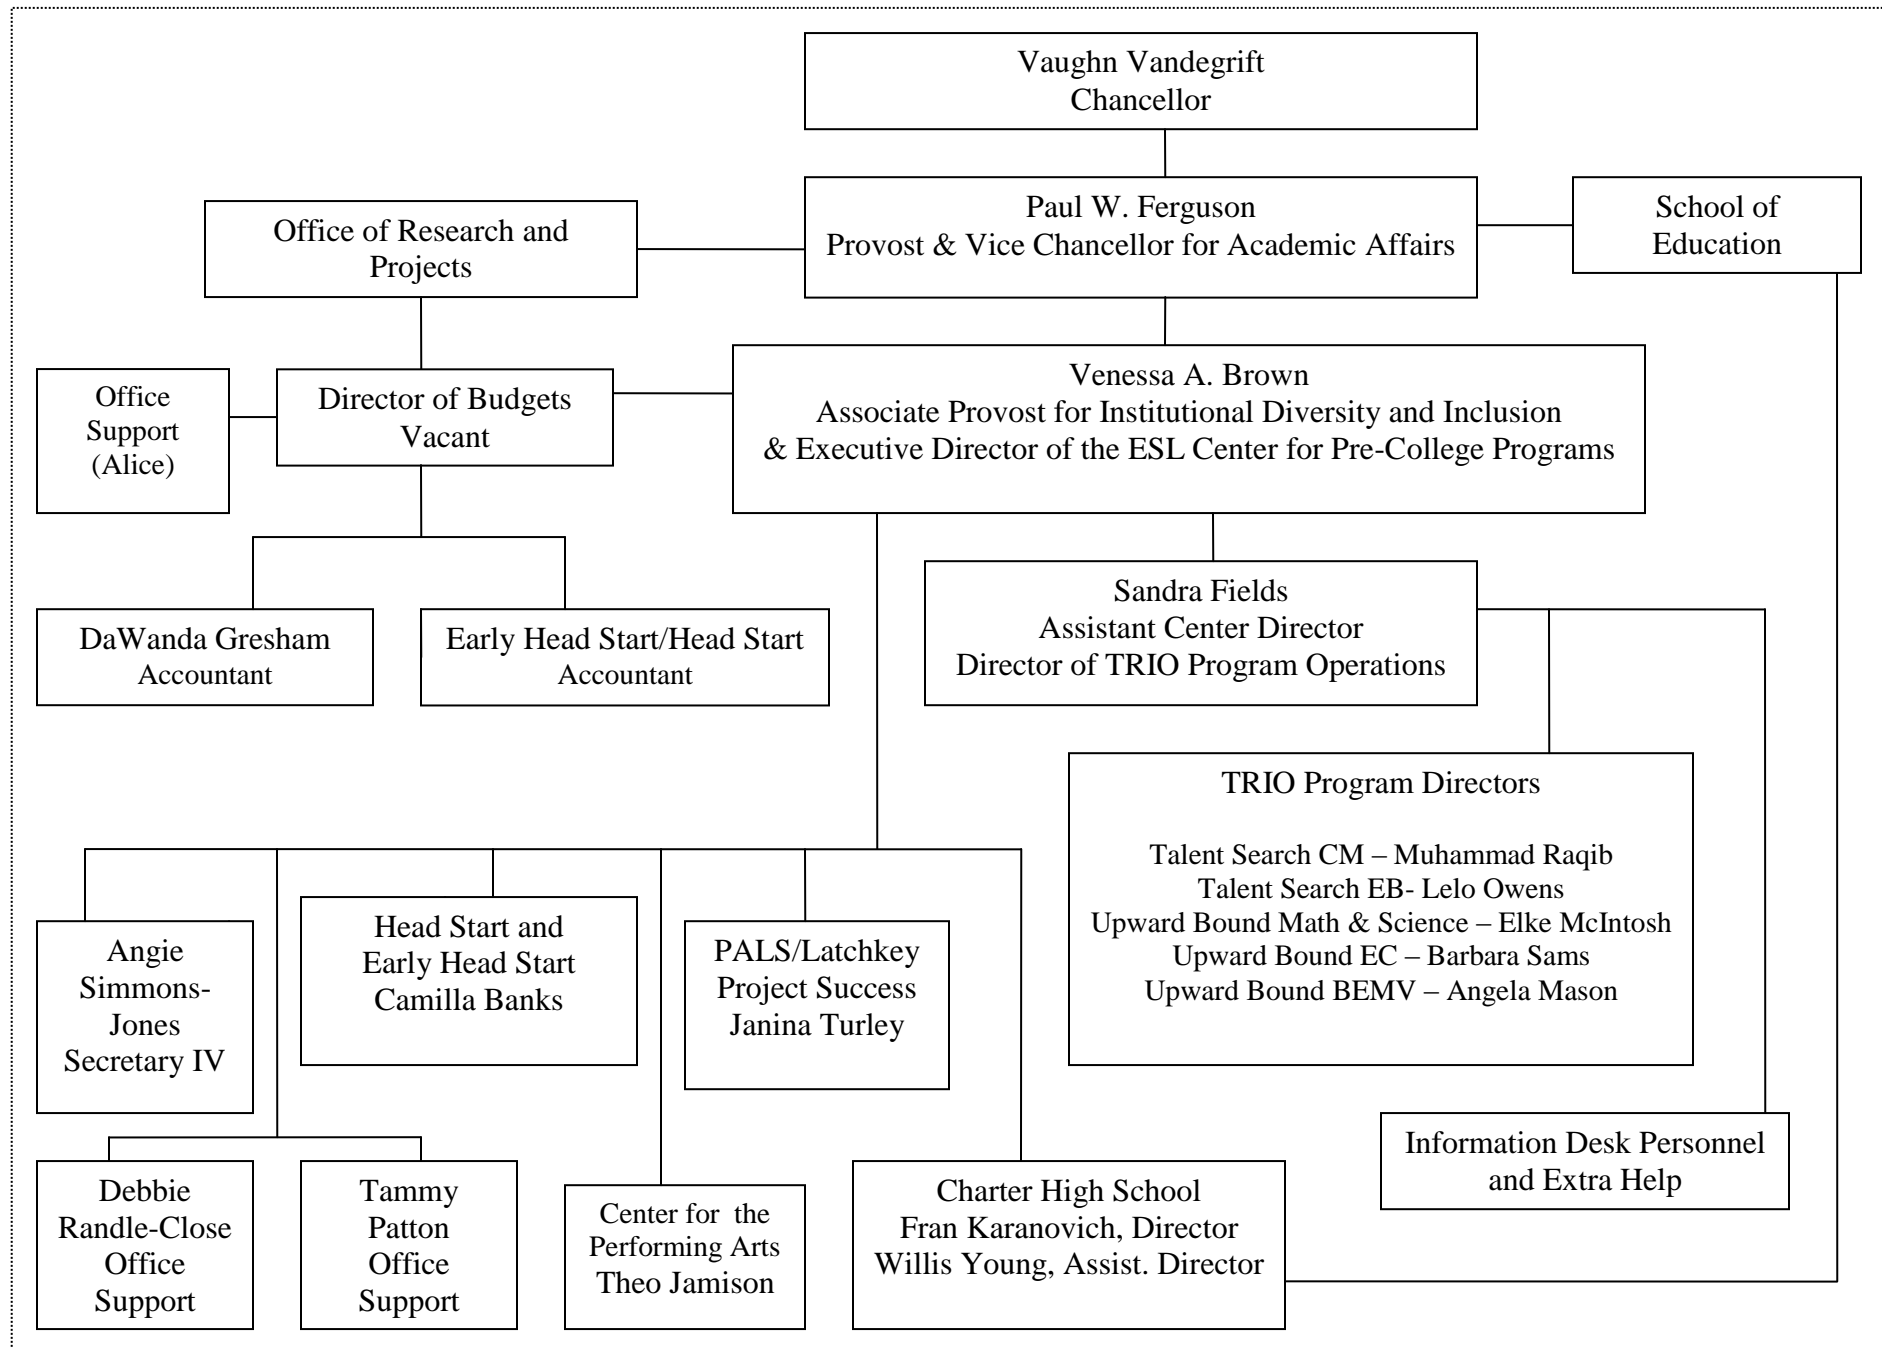 Vaughn Vandegrift
Chancellor
Paul W. Ferguson
Provost & Vice Chancellor for Academic Affairs
School of
Education
Office of Research and
Projects
Office
Support
(Alice)
Director of Budgets
Vacant
Venessa A. Brown
Associate Provost for Institutional Diversity and Inclusion
& Executive Director of the ESL Center for Pre-College Programs
Sandra Fields
Assistant Center Director
Director of TRIO Program Operations
DaWanda Gresham
Accountant
Early Head Start/Head Start
Accountant
TRIO Program Directors
Talent Search CM – Muhammad Raqib
Talent Search EB- Lelo Owens
Upward Bound Math & Science – Elke McIntosh
Upward Bound EC – Barbara Sams
Upward Bound BEMV – Angela Mason
Angie
Simmons-
Jones
Secretary IV
Head Start and
Early Head Start
Camilla Banks
PALS/Latchkey
Project Success
Janina Turley
Information Desk Personnel
and Extra Help
Debbie
Randle-Close
Office
Support
Tammy
Patton
Office
Support
Center for the
Performing Arts
Theo Jamison
Charter High School
Fran Karanovich, Director
Willis Young, Assist. Director